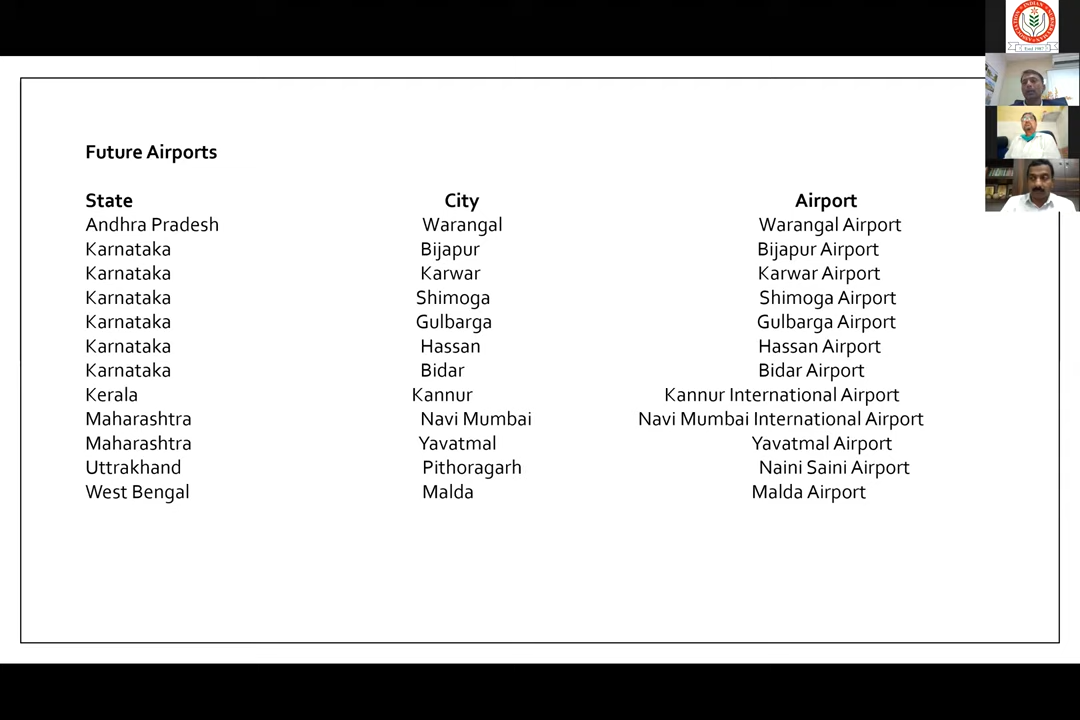 Future Airports
State City Airport
Andhra Pradesh Warangal Warangal Airport
Karnataka Bijapur Bijapur Airport
Karnataka Karwar Karwar Airport
Karnataka Shimoga Shimoga Airport
Karnataka Gulbarga Gulbarga Airport
Karnataka Hassan Hassan Airport
Karnataka Bidar Bidar Airport
Kerala Kannur Kannur International Airport
Maharashtra Navi Mumbai Navi Mumbai International Airport
Maharashtra Yavatmal Yavatmal Airport
Uttrakhand Pithoragarh Naini Saini Airport
West Bengal Malda Malda Airport